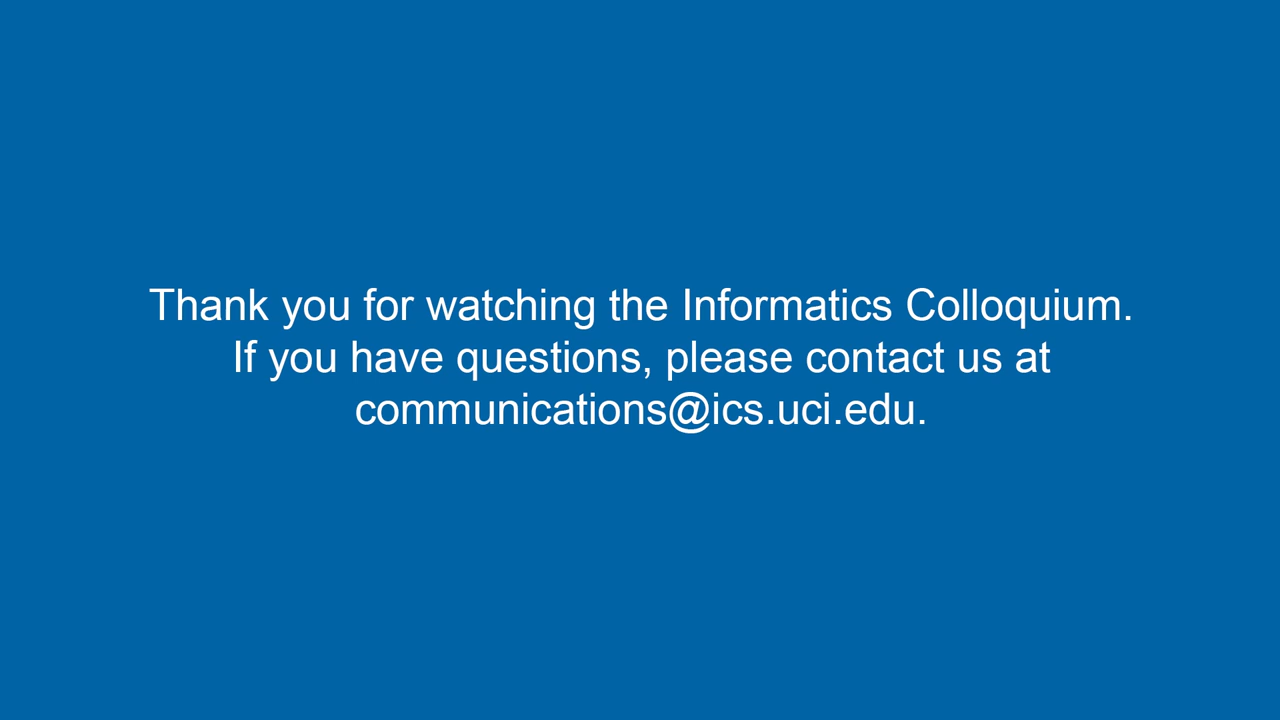 Thank you for watching the Informatics Colloquium.
If you have questions, please contact us at
communications@ics.uci.edu.